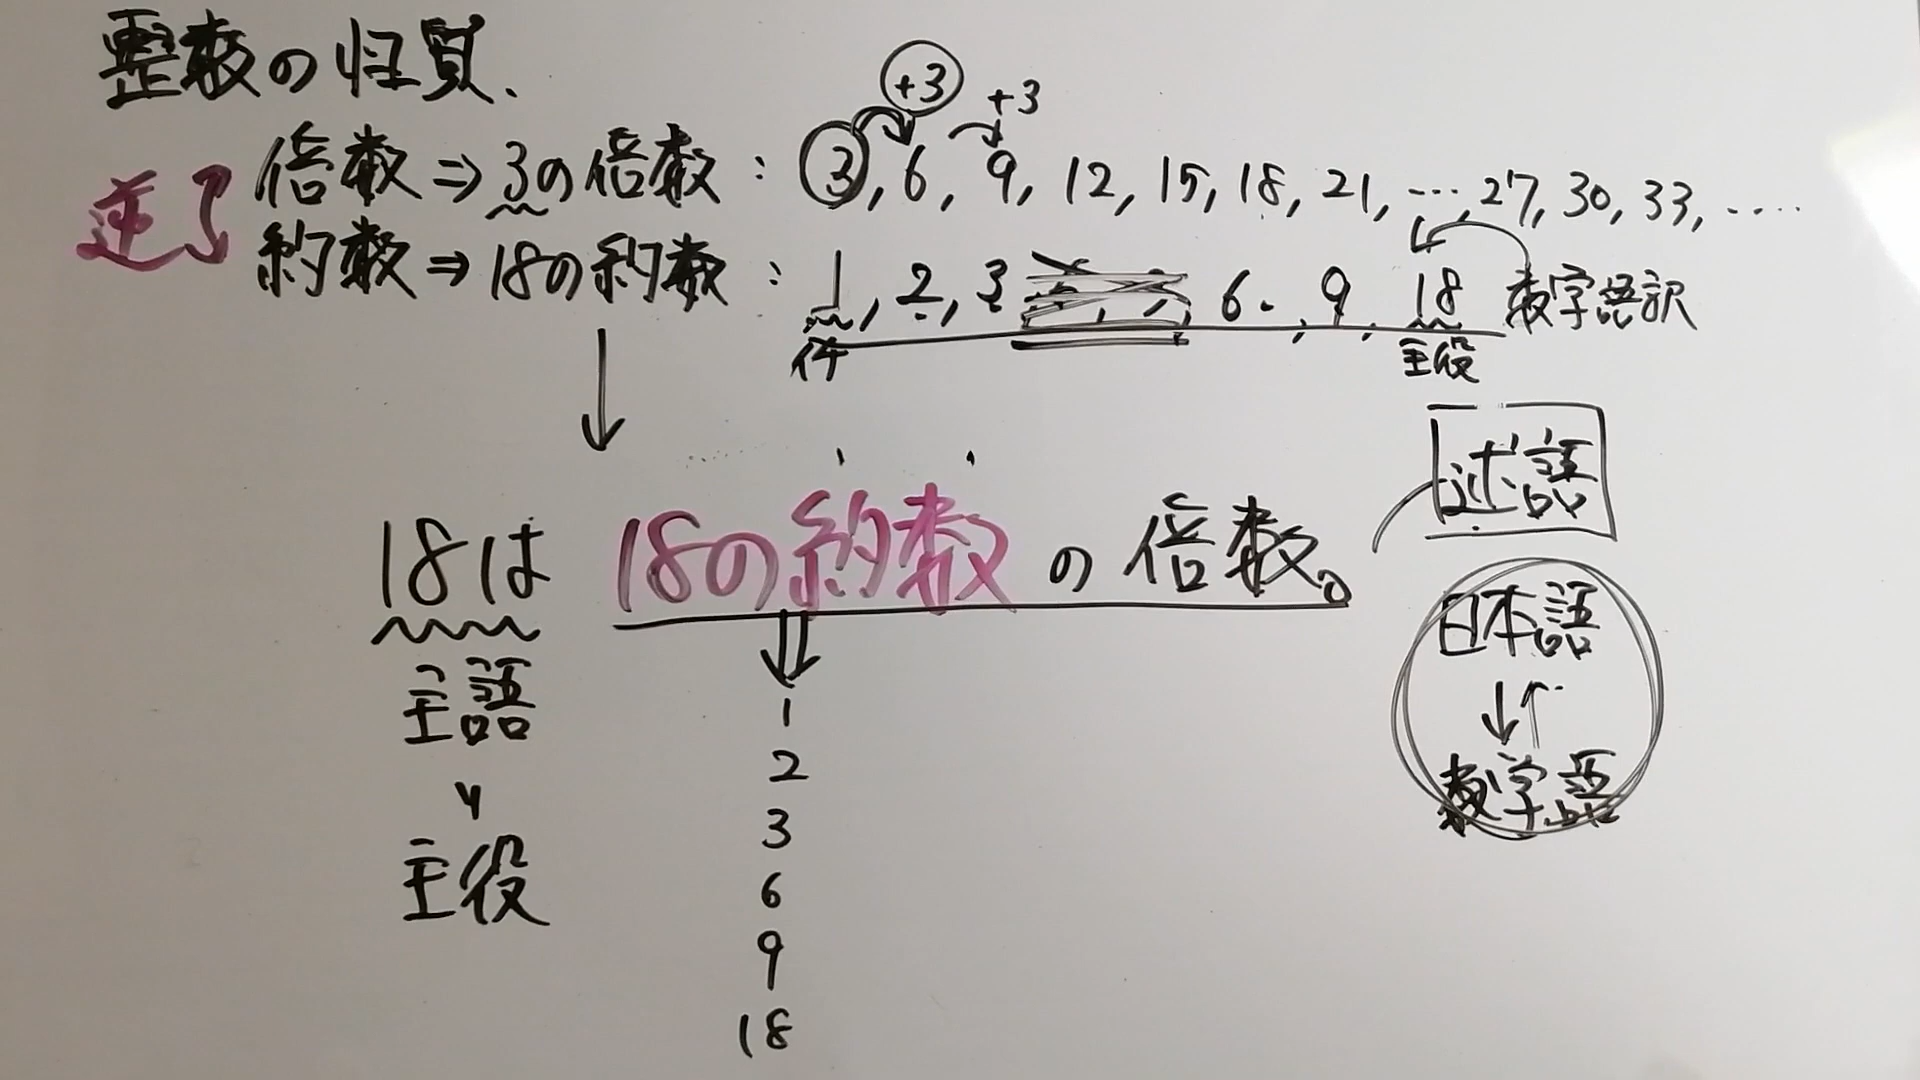 整数の性質、
+3 +3
逆
倍数⇒3の倍数：3, 6, 9, 12, 15, 18, 21, … , 27, 30, 33, ....
約数⇒18の約数：1, 2, 3 6, 9, 18 数字語訳
主役
述語
18は 18の約数の倍数。
主語
主役
1
2
3
6
9
18
日本語
↓↑
数学語